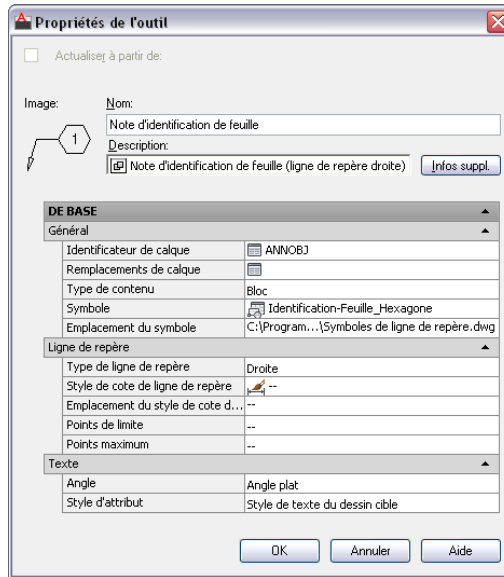 Propriétés de l'outil
Actualiser à partir de:
Image:
Nom:
Note d'identification de feuille
1
Description:
Note d'identification de feuille (ligne de repère droite)
Infos suppl.
DE BASE
Général
Identificateur de calque ANNOBJ
Remplacements de calque
Type de contenu Bloc
Symbole Identification-Feuille_Hexagone
Emplacement du symbole C:\Program...\Symboles de ligne de repère.dwg
Ligne de repère
Type de ligne de repère Droite
Style de cote de ligne de repère --
Emplacement du style de cote d... --
Points de limite --
Points maximum --
Texte
Angle Angle plat
Style d'attribut Style de texte du dessin cible
OK Annuler Aide